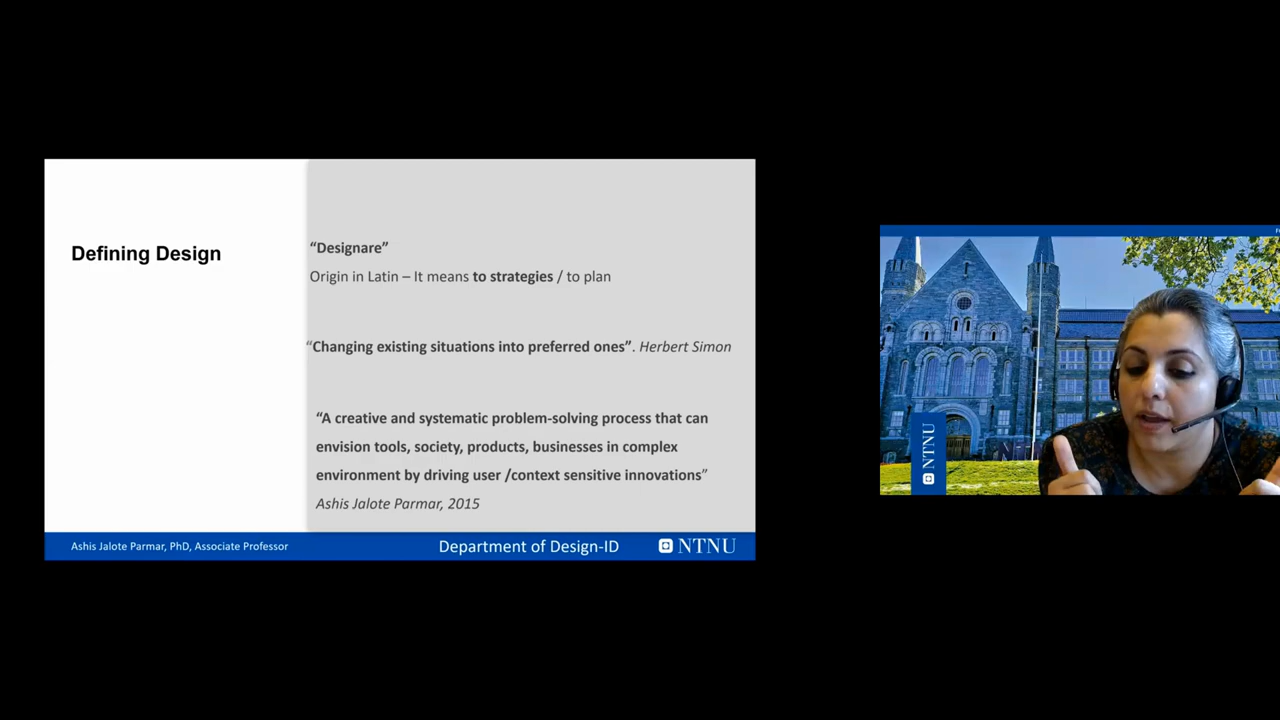 Defining Design
“Designare”
Origin in Latin – It means to strategies / to plan
“Changing existing situations into preferred ones”. Herbert Simon
“A creative and systematic problem-solving process that can
envision tools, society, products, businesses in complex
environment by driving user /context sensitive innovations”
Ashis Jalote Parmar, 2015
Ashis Jalote Parmar, PhD, Associate Professor
Department of Design-ID
NTNU
NTNU